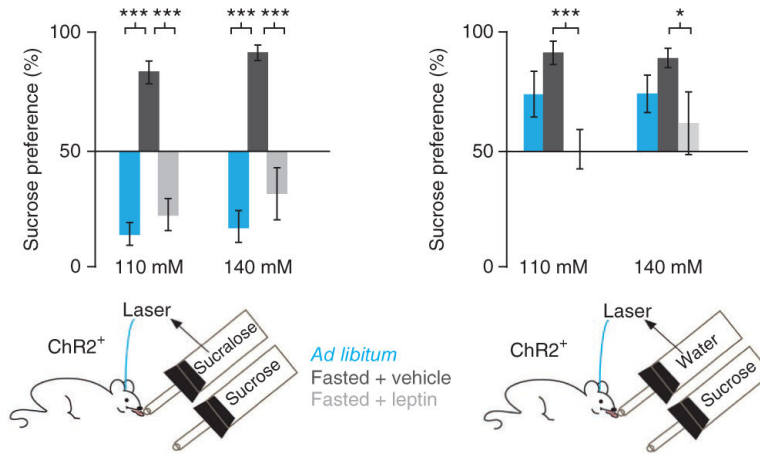 *** *** *** ***
100
50
0
Sucrose preference (%)
110 mM 140 mM
*** *
100
50
0
Sucrose preference (%)
110 mM 140 mM
Laser
ChR2+
Sucralose
Sucrose
Ad libitum
Fasted + vehicle
Fasted + leptin
Laser
ChR2+
Water
Sucrose